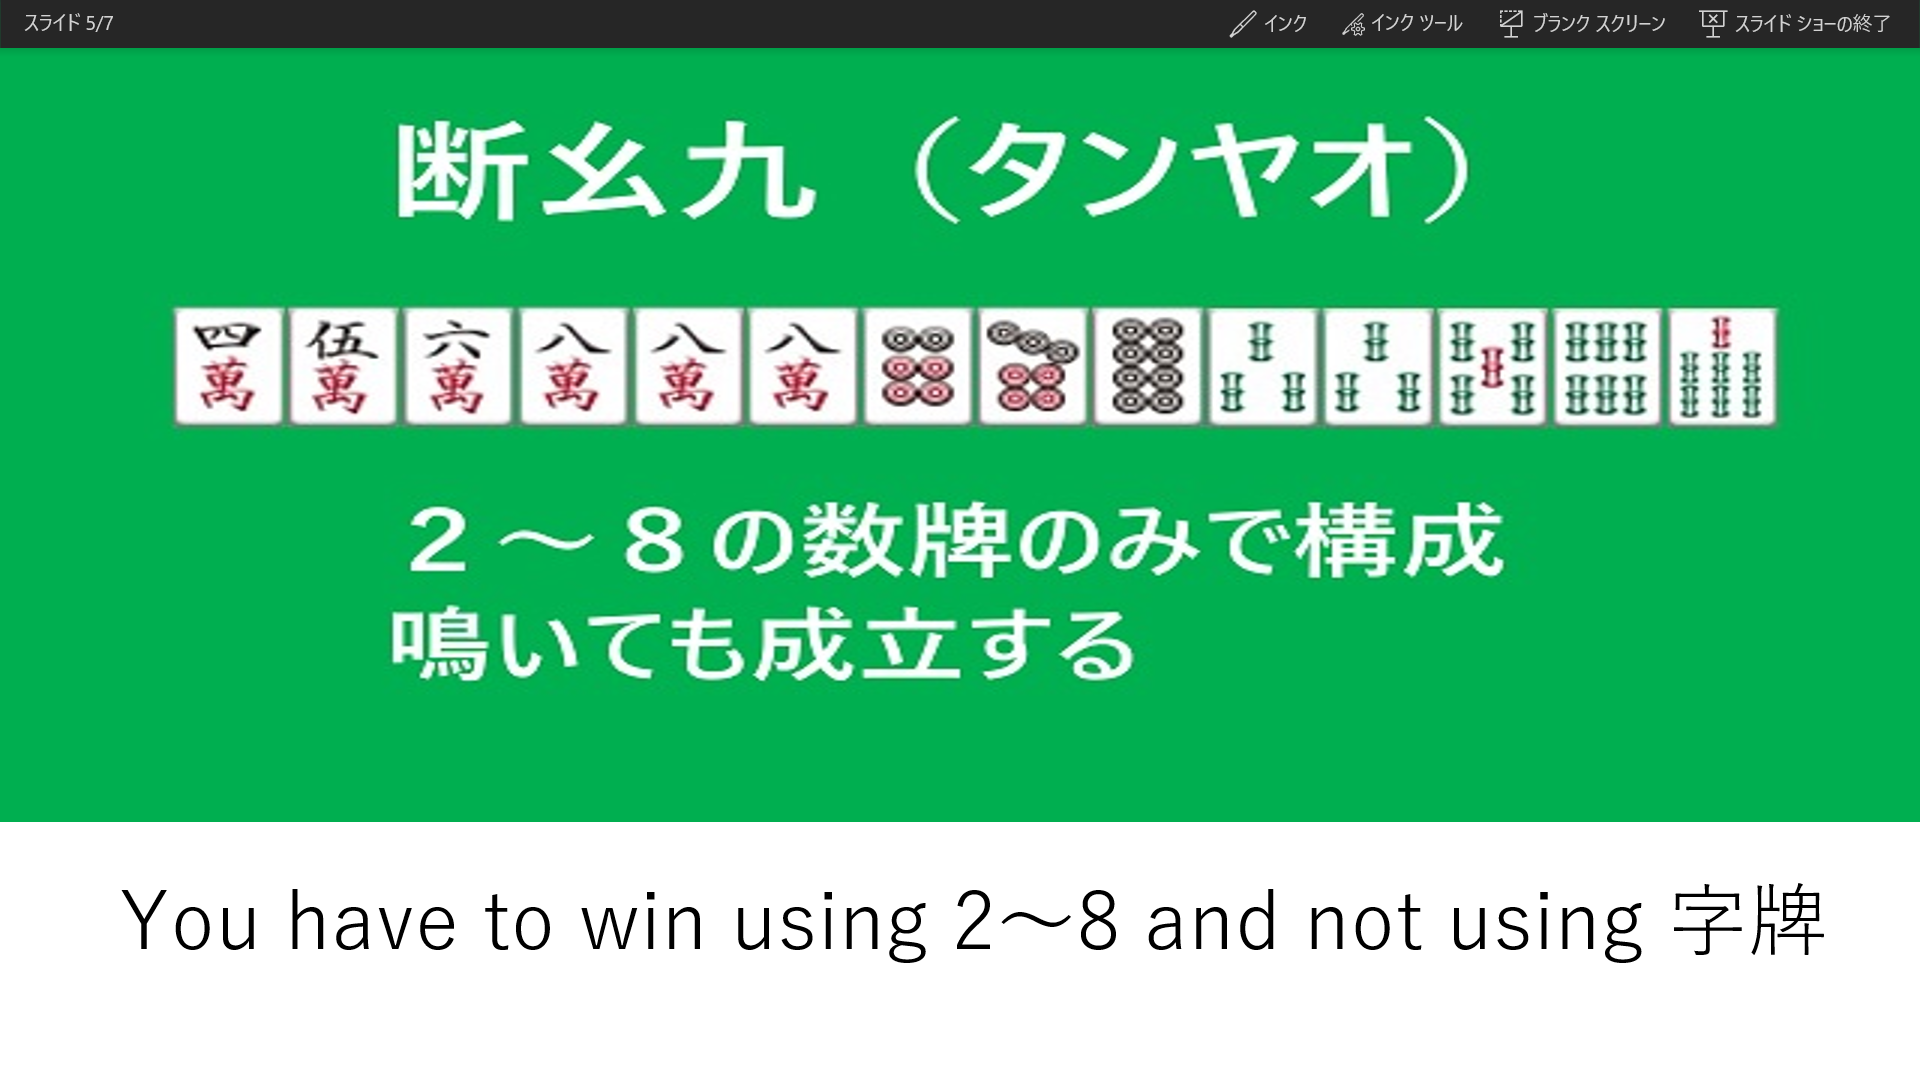 スライド 5/7 インク インク ツール ブランク スクリーン スライド ショーの終了
断幺九 （タンヤオ）
四萬 伍萬 六萬 八萬 八萬 八萬
２～８の数牌のみで構成
鳴いても成立する
You have to win using 2～8 and not using 字牌